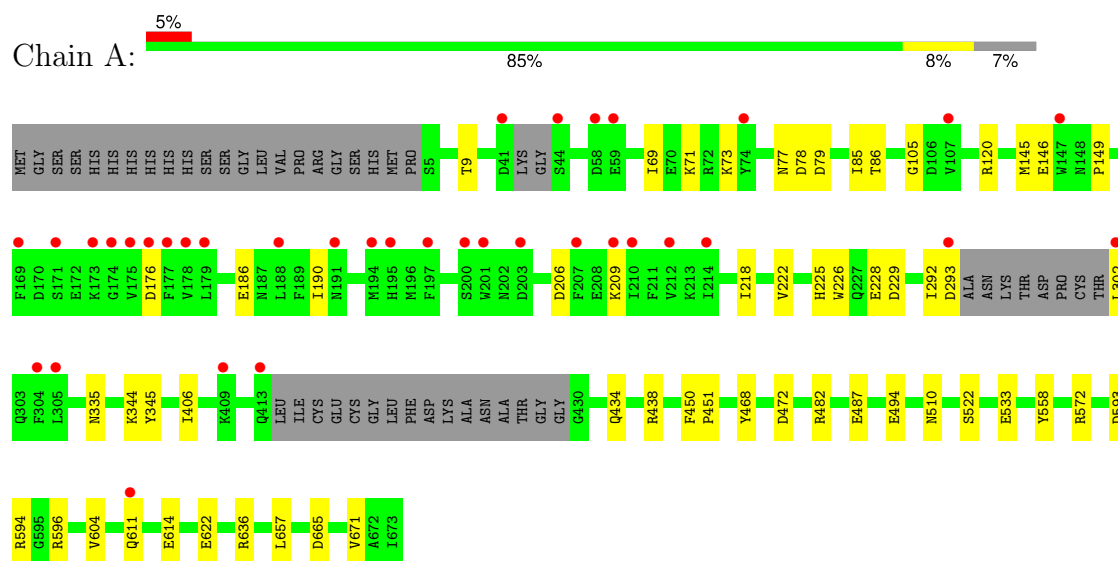 5%
Chain A:
85% 8% 7%
MET GLY SER SER HIS HIS HIS HIS HIS HIS SER SER GLY LEU VAL PRO ARG GLY SER HIS MET PRO S5 T9 D41 LYS GLY S44 D58 E59 I69 E70 K71 R72 K73 Y74 N77 D78 D79 I85 T86 G105 D106 V107 R120 M145 E146 W147 N148 P149
F169 D170 S171 E172 K173 G174 V175 D176 F177 V178 L179 E186 N187 L188 F189 I190 N191 M194 H195 M196 F197 S200 W201 N202 D203 D206 F207 E208 K209 I210 F211 V212 K213 I214 I218 V222 H225 W226 Q227 E228 D229 I292 D293 ALA ASN LYS THR ASP PRO CYS THR L302
Q303 F304 L305 N335 K344 Y345 I406 K409 Q413 LEU ILE CYS GLU CYS GLY LEU PHE ASP LYS ALA ASN ALA THR GLY GLY G430 Q434 R438 F450 P451 Y468 D472 R482 E487 E494 N510 S522 E533 Y558 R572 D593
R594 G595 R596 V604 Q611 E614 E622 R636 L657 D665 V671 A672 I673